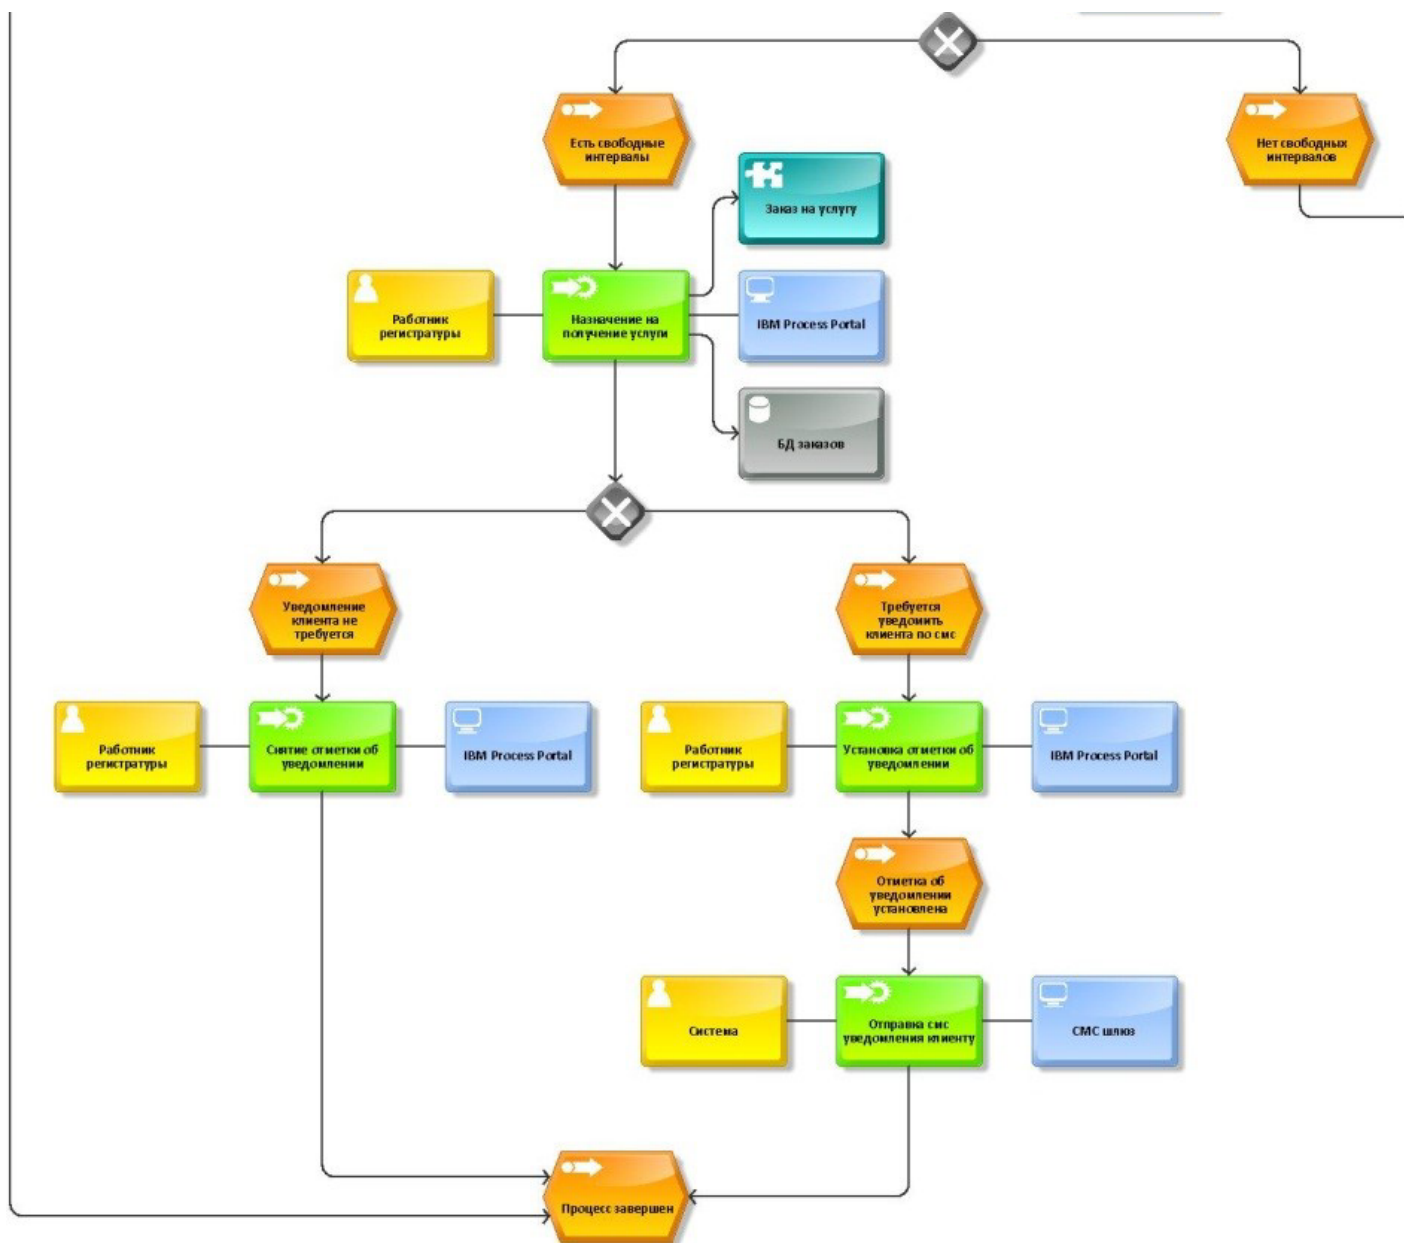 Есть свободные
интервалы
Нет свободных
интервалов
Заказ на услугу
Работник
регистратуры
Назначение на
получение услуги
IBM Process Portal
БД заказов
Уведомление
клиента не
требуется
Требуется
уведомить
клиента по смс
Работник
регистратуры
Снятие отметки об
уведомлении
IBM Process Portal
Работник
регистратуры
Установка отметки об
уведомлении
IBM Process Portal
Отметка об
уведомлении
установлена
Система
Отправка смс
уведомления клиенту
СМС шлюз
Процесс завершен